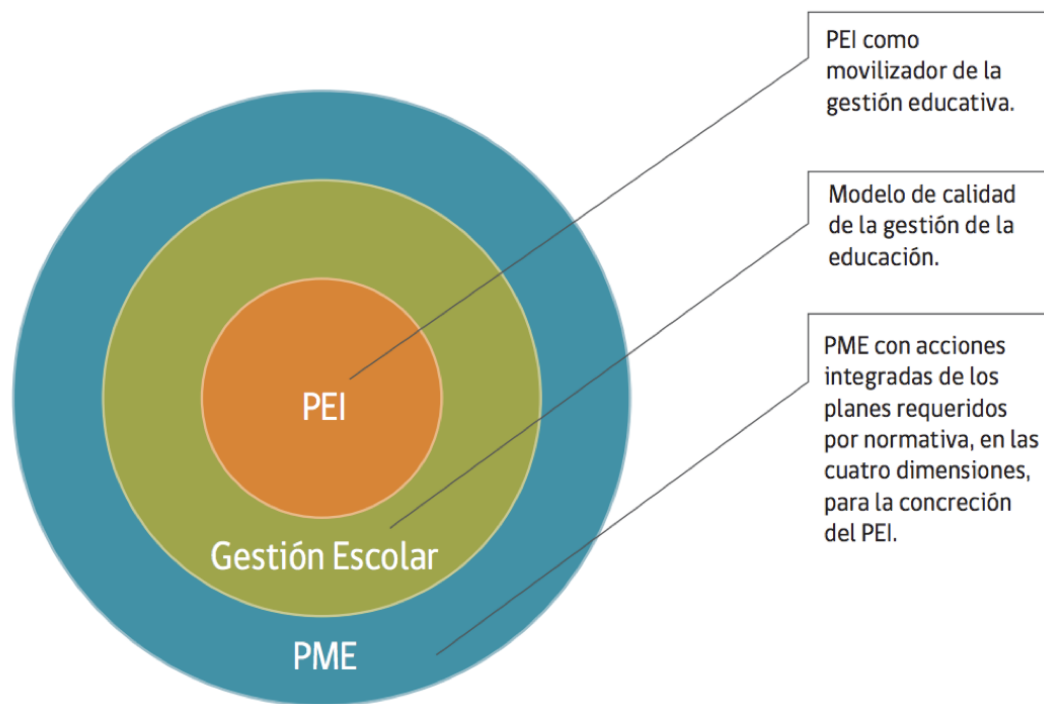 PEI como
movilizador de la
gestión educativa.
Modelo de calidad
de la gestión de la
educación.
PME con acciones
integradas de los
planes requeridos
por normativa, en las
cuatro dimensiones,
para la concreción
del PEI.
PEI
Gestión Escolar
PME